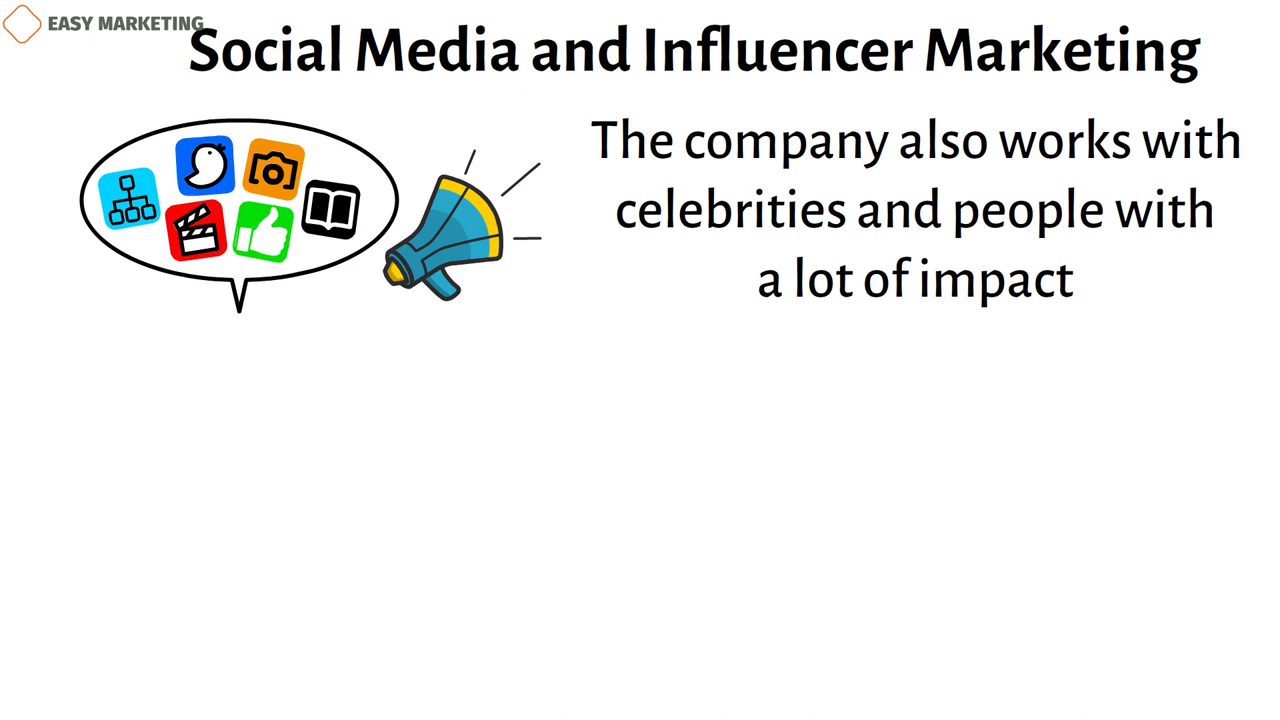 EASY MARKETING
Social Media and Influencer Marketing
The company also works with
celebrities and people with
a lot of impact